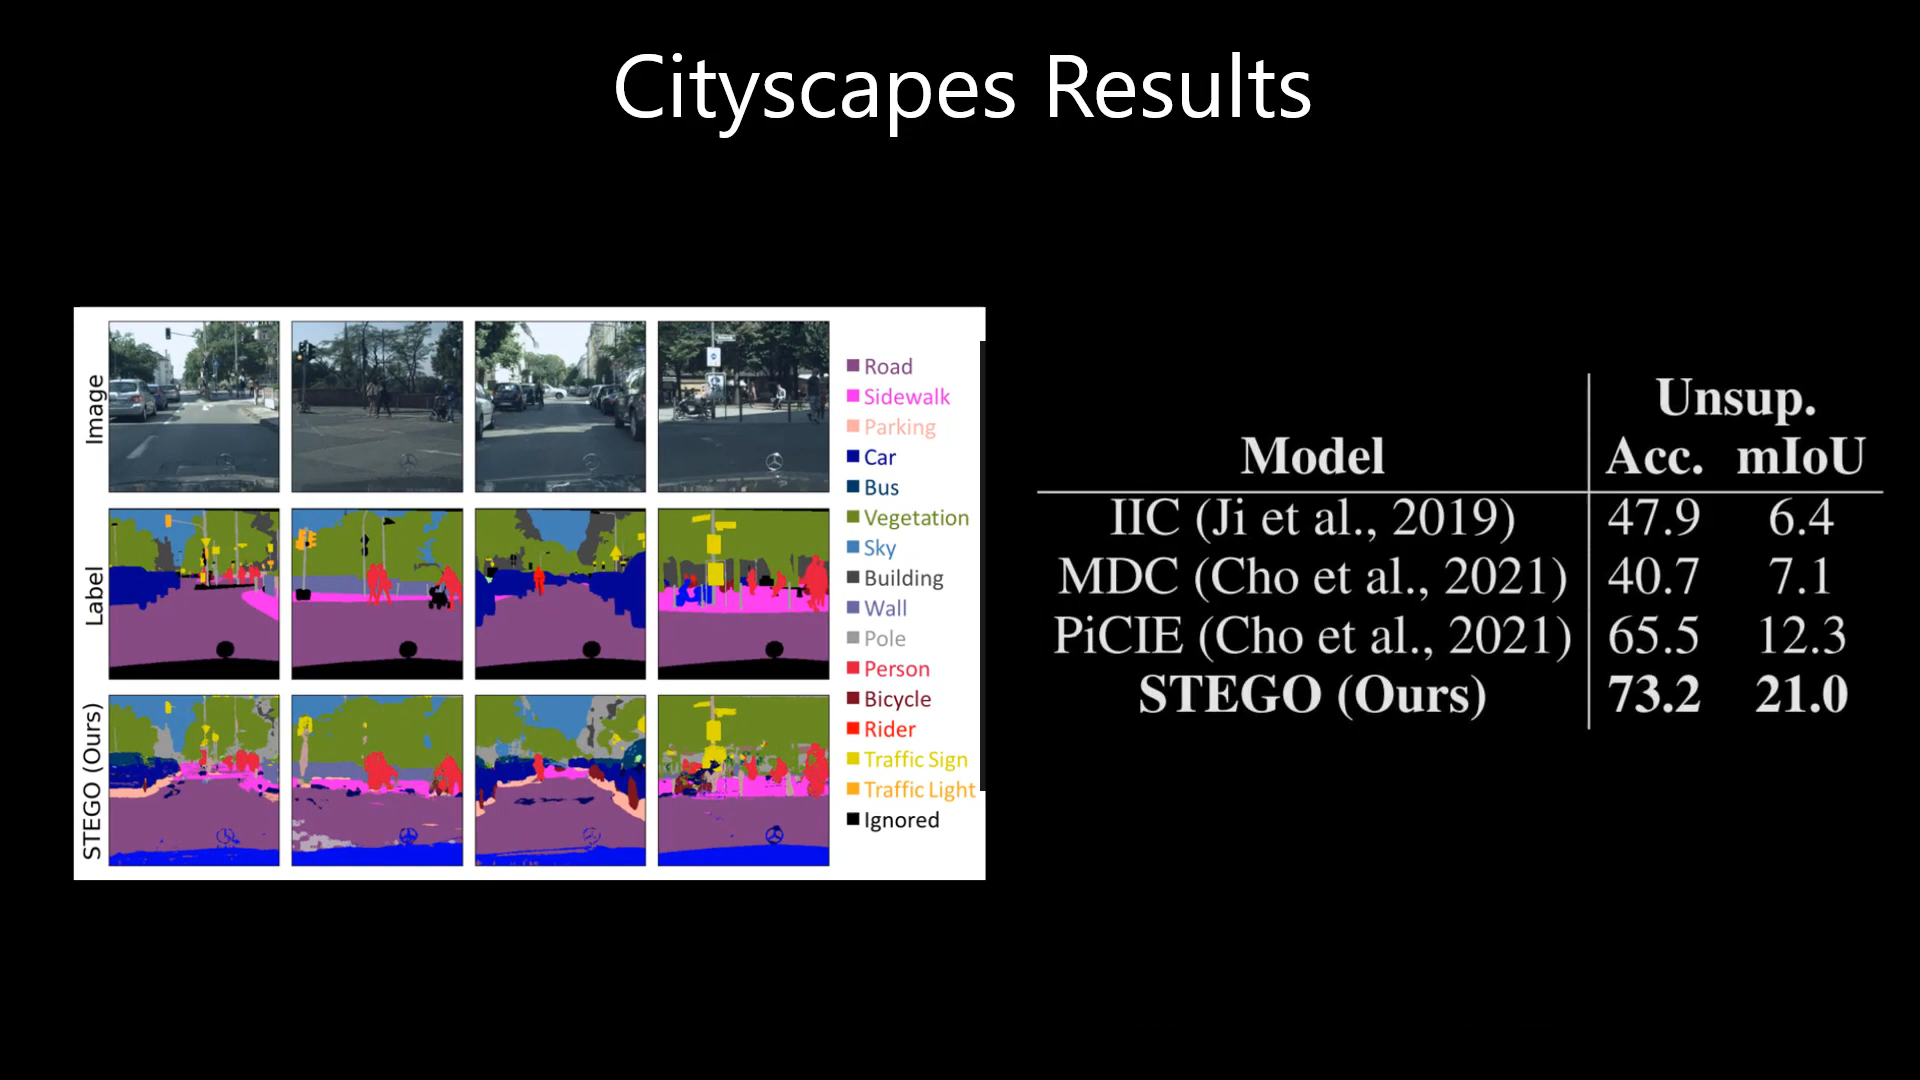 Cityscapes Results
Image
Label
STEGO (Ours)
Road
Sidewalk
Parking
Car
Bus
Vegetation
Sky
Building
Wall
Pole
Person
Bicycle
Rider
Traffic Sign
Traffic Light
Ignored
Unsup.
Model Acc. mIoU
IIC (Ji et al., 2019) 47.9 6.4
MDC (Cho et al., 2021) 40.7 7.1
PiCIE (Cho et al., 2021) 65.5 12.3
STEGO (Ours) 73.2 21.0